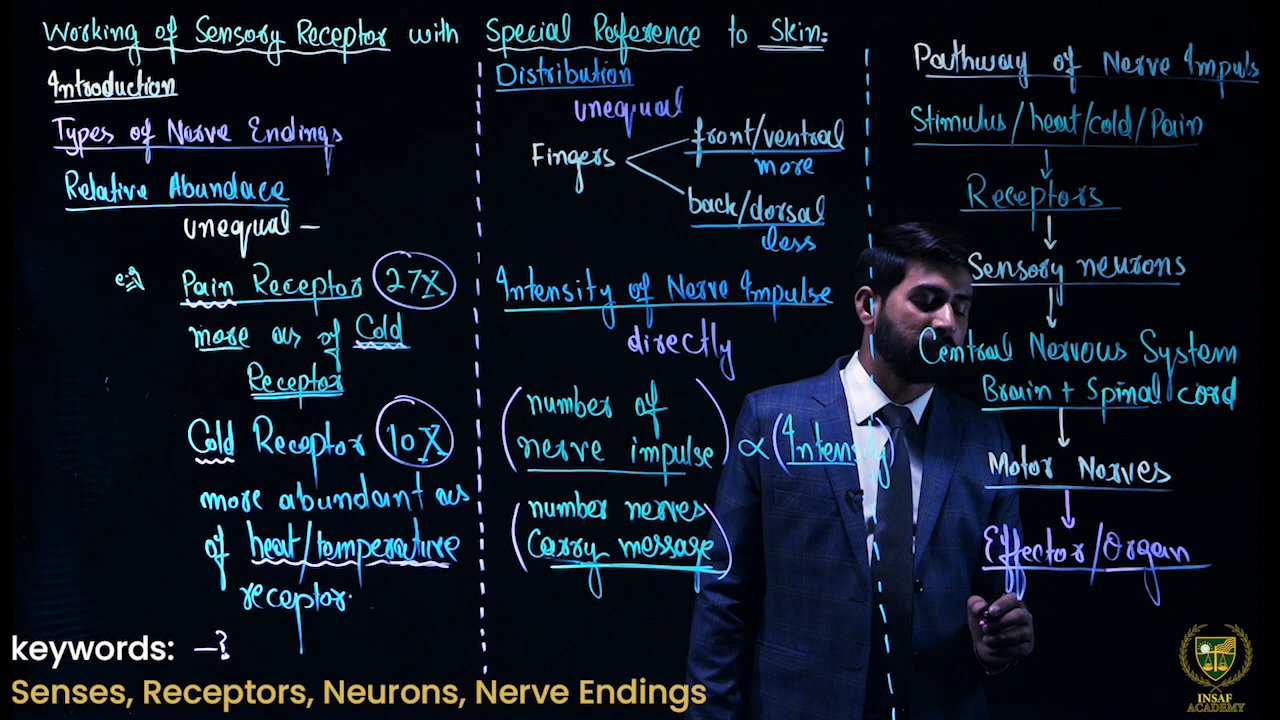 Working of Sensory Receptor with Special Reference to Skin:
Introduction
Types of Nerve Endings
Relative Abundace
unequal –
e.g Pain Receptor 27X
more as of Cold
Receptor
Cold Receptor 10X
more abundant as
of heat/temperature
receptor.
Distribution
unequal
Fingers
front/ventral
more
back/dorsal
less
Intensity of Nerve Impulse
directly
(number of
nerve impulse) ∝ (Intensity)
(number nerves
Carry message)
Pathway of Nerve Impuls
Stimulus/heat/cold/Pain
↓
Receptors
↓
Sensory neurons
↓
Central Nervous System
Brain + Spinal cord
↓
Motor Nerves
↓
Effector/Organ
keywords: –}
Senses, Receptors, Neurons, Nerve Endings
INSAF
ACADEMY